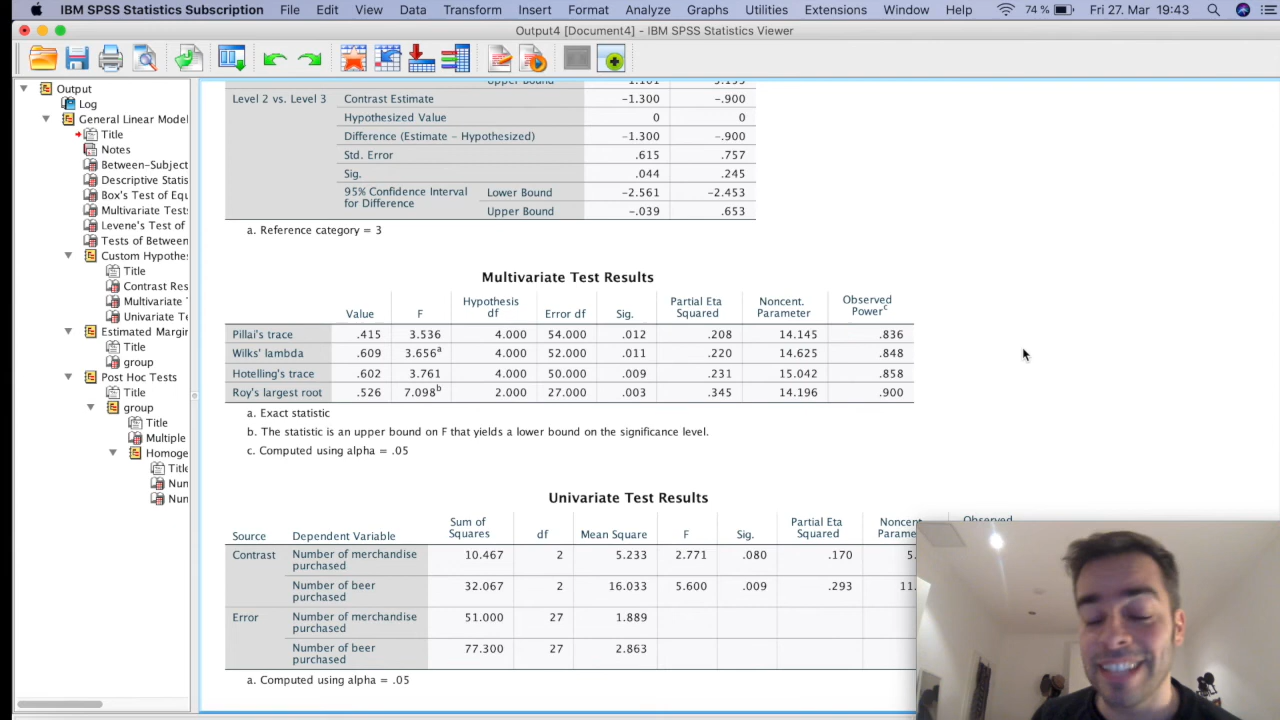 IBM SPSS Statistics Subscription File Edit View Data Transform Insert Format Analyze Graphs Utilities Extensions Window Help 74 % Fri 27. Mar 19:43
Output4 [Document4] - IBM SPSS Statistics Viewer
Output
Log
General Linear Model
Title
Notes
Between-Subject
Descriptive Statis
Box's Test of Equ
Multivariate Test
Levene's Test of
Tests of Between
Custom Hypothe
Title
Contrast Res
Multivariate
Univariate Te
Estimated Margin
Title
group
Post Hoc Tests
Title
group
Title
Multiple
Homoge
Title
Num
Num
Upper Bound
Level 2 vs. Level 3 Contrast Estimate -1.300 -.900
Hypothesized Value 0 0
Difference (Estimate - Hypothesized) -1.300 -.900
Std. Error .615 .757
Sig. .044 .245
95% Confidence Interval Lower Bound -2.561 -2.453
for Difference
Upper Bound -.039 .653
a. Reference category = 3
Multivariate Test Results
Value F Hypothesis df Error df Sig. Partial Eta Squared Noncent. Parameter Observed Powerc
Pillai's trace .415 3.536 4.000 54.000 .012 .208 14.145 .836
Wilks' lambda .609 3.656a 4.000 52.000 .011 .220 14.625 .848
Hotelling's trace .602 3.761 4.000 50.000 .009 .231 15.042 .858
Roy's largest root .526 7.098b 2.000 27.000 .003 .345 14.196 .900
a. Exact statistic
b. The statistic is an upper bound on F that yields a lower bound on the significance level.
c. Computed using alpha = .05
Univariate Test Results
Source Dependent Variable Sum of Squares df Mean Square F Sig. Partial Eta Squared Noncent. Parame Observed
Contrast Number of merchandise purchased 10.467 2 5.233 2.771 .080 .170 5.
Number of beer purchased 32.067 2 16.033 5.600 .009 .293 11.
Error Number of merchandise purchased 51.000 27 1.889
Number of beer purchased 77.300 27 2.863
a. Computed using alpha = .05